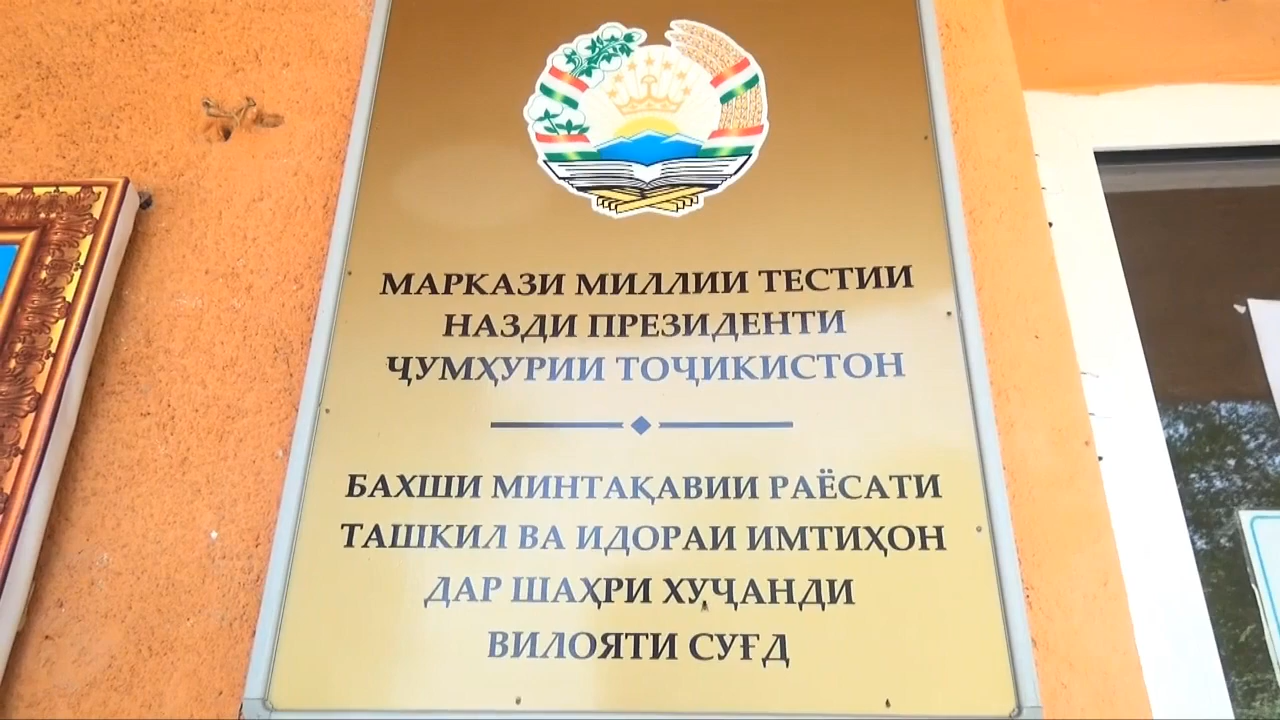 МАРКАЗИ МИЛЛИИ ТЕСТИИ
НАЗДИ ПРЕЗИДЕНТИ
ҶУМҲУРИИ ТОҶИКИСТОН
БАХШИ МИНТАҚАВИИ РАЁСАТИ
ТАШКИЛ ВА ИДОРАИ ИМТИҲОН
ДАР ШАҲРИ ХУҶАНДИ
ВИЛОЯТИ СУҒД